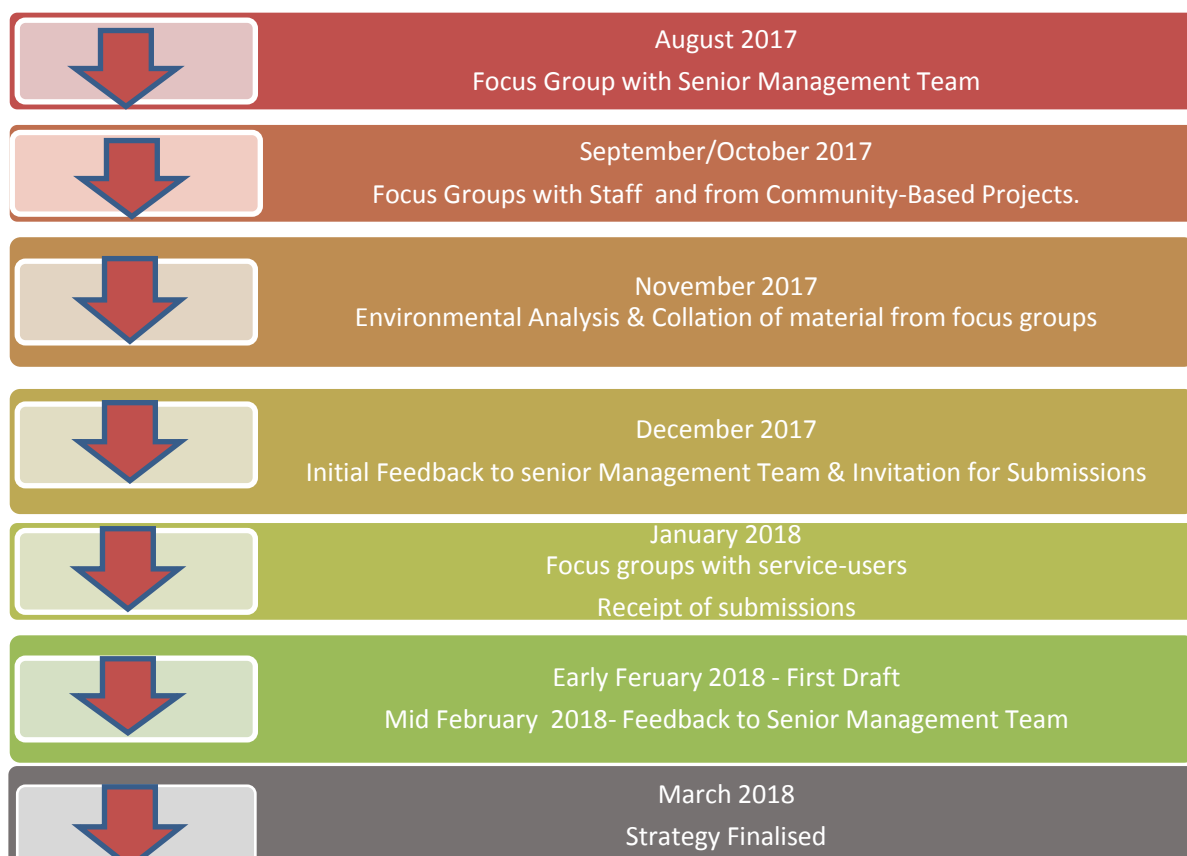 August 2017
Focus Group with Senior Management Team
September/October 2017
Focus Groups with Staff  and from Community-Based Projects.
November 2017
Environmental Analysis & Collation of material from focus groups
December 2017
Initial Feedback to senior Management Team & Invitation for Submissions
January 2018
Focus groups with service-users
Receipt of submissions
Early Feruary 2018 - First Draft
Mid February  2018- Feedback to Senior Management Team
March 2018
Strategy Finalised